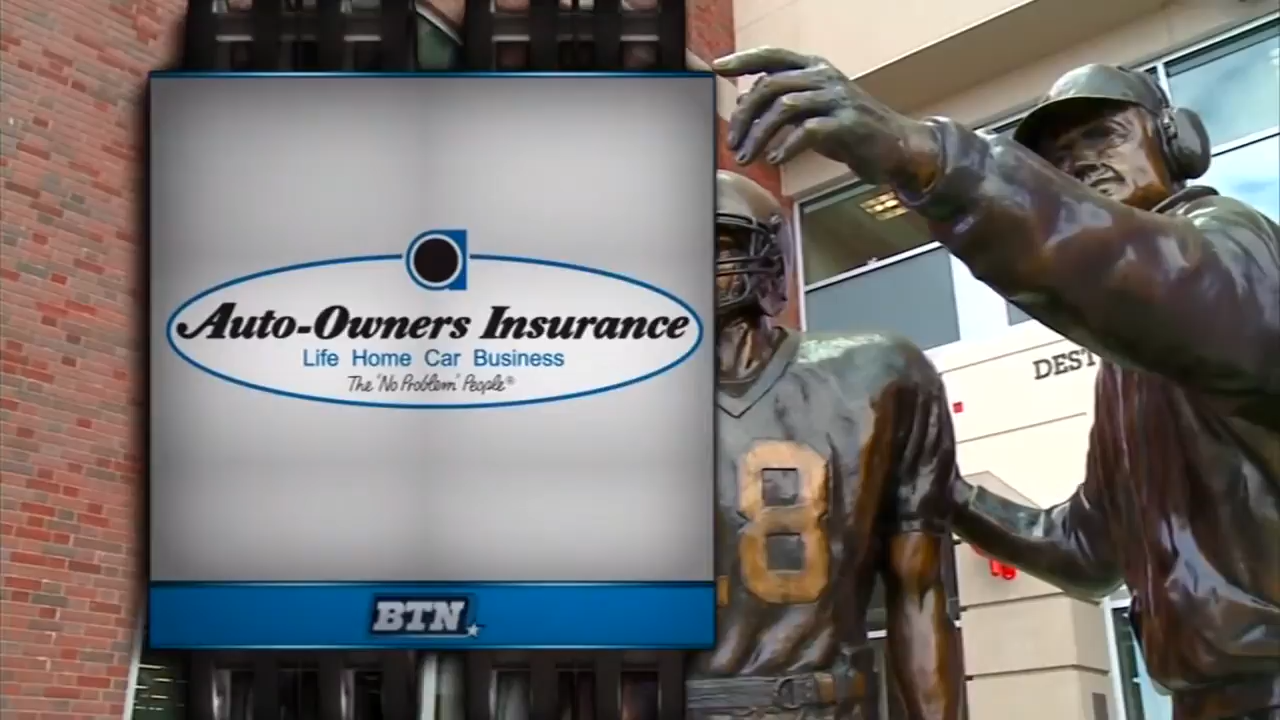 Auto-Owners Insurance
Life Home Car Business
The "No Problem" People®
BTN
8
DEST